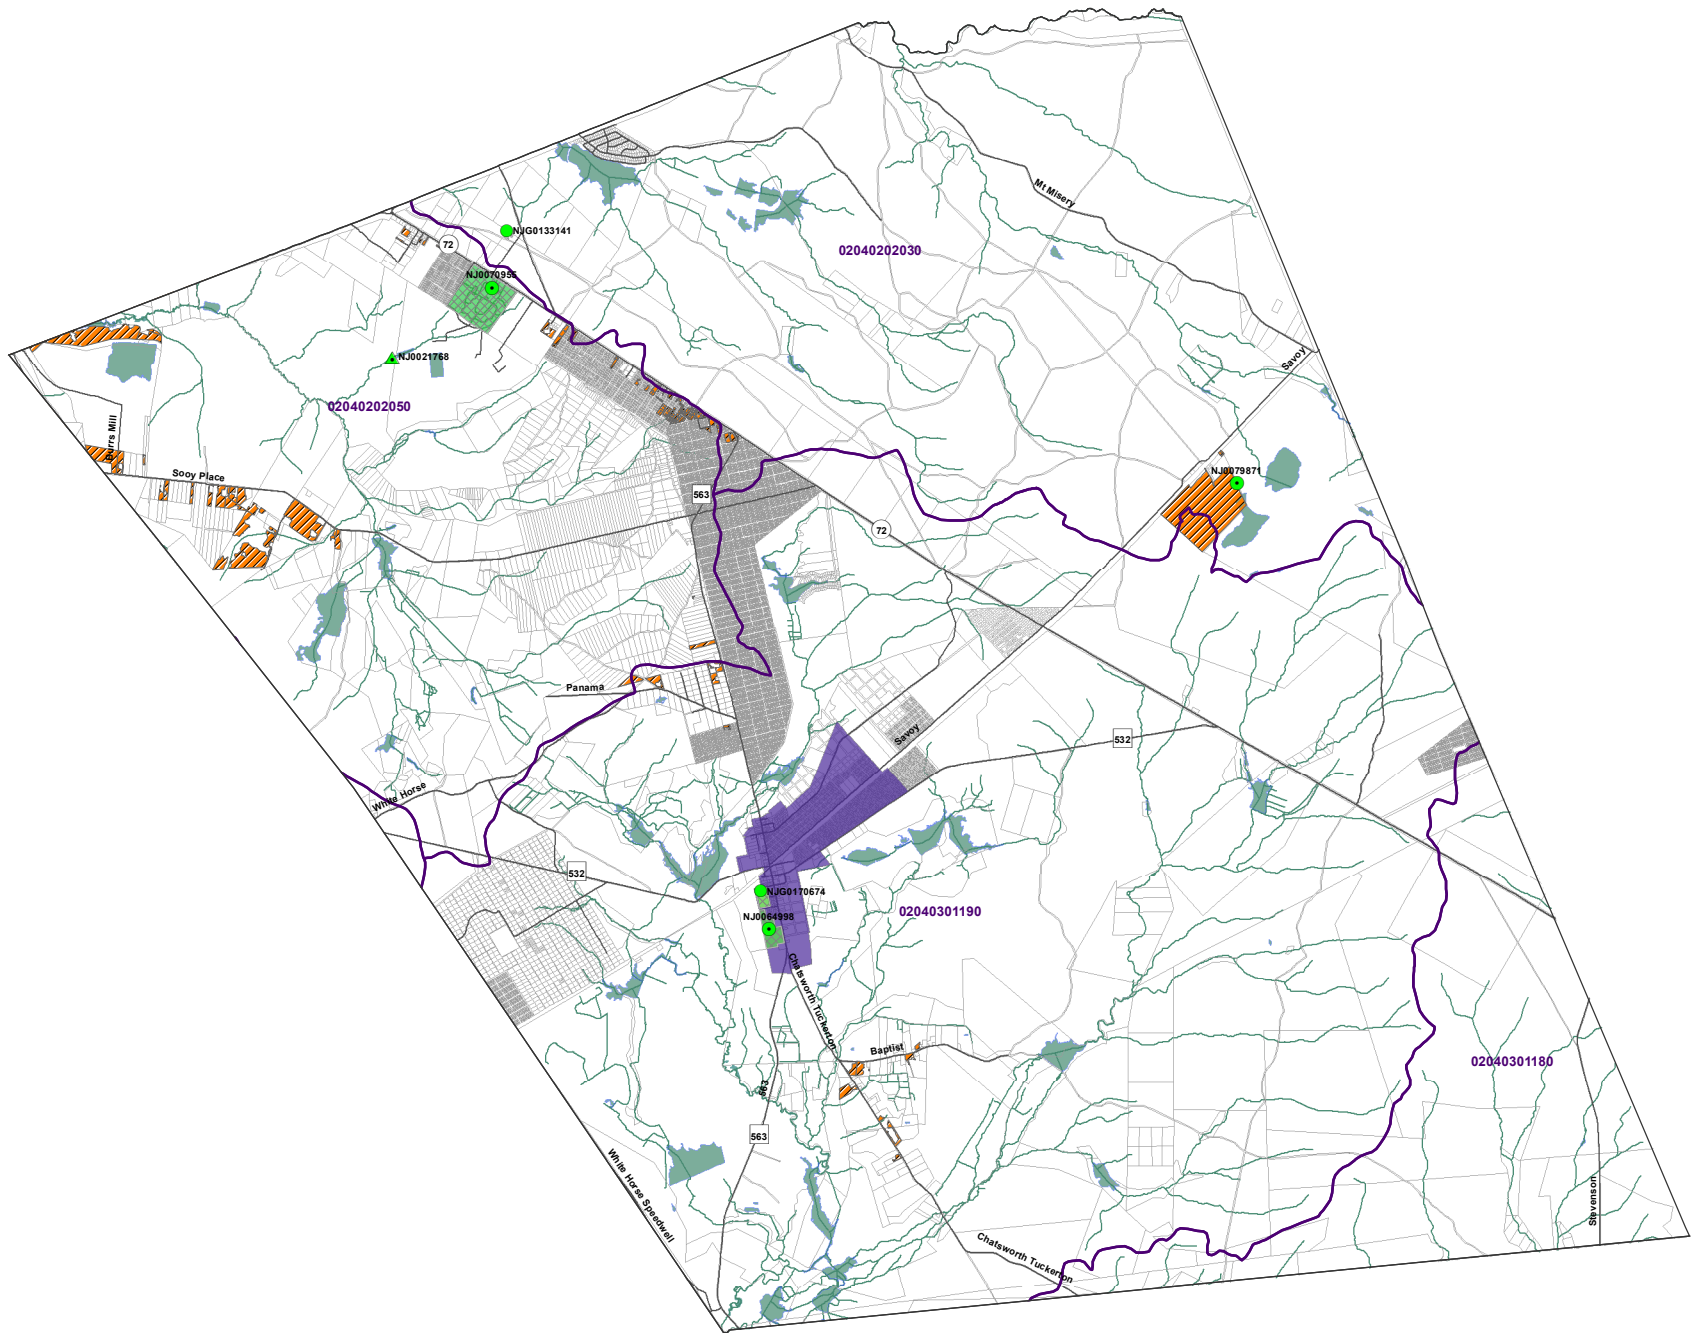 Mt Misery
NJG0133141
72
02040202030
NJ0070955
NJ0021768
Savoy
02040202050
Burrs Mill
Sooy Place
NJ0079871
563
72
Panama
Savoy
532
White Horse
532
NJG0170674
02040301190
NJ0064998
Chatsworth Tuckerton
Baptist
02040301180
563
563
White Horse Speedwell
Stevenson
Chatsworth Tuckerton